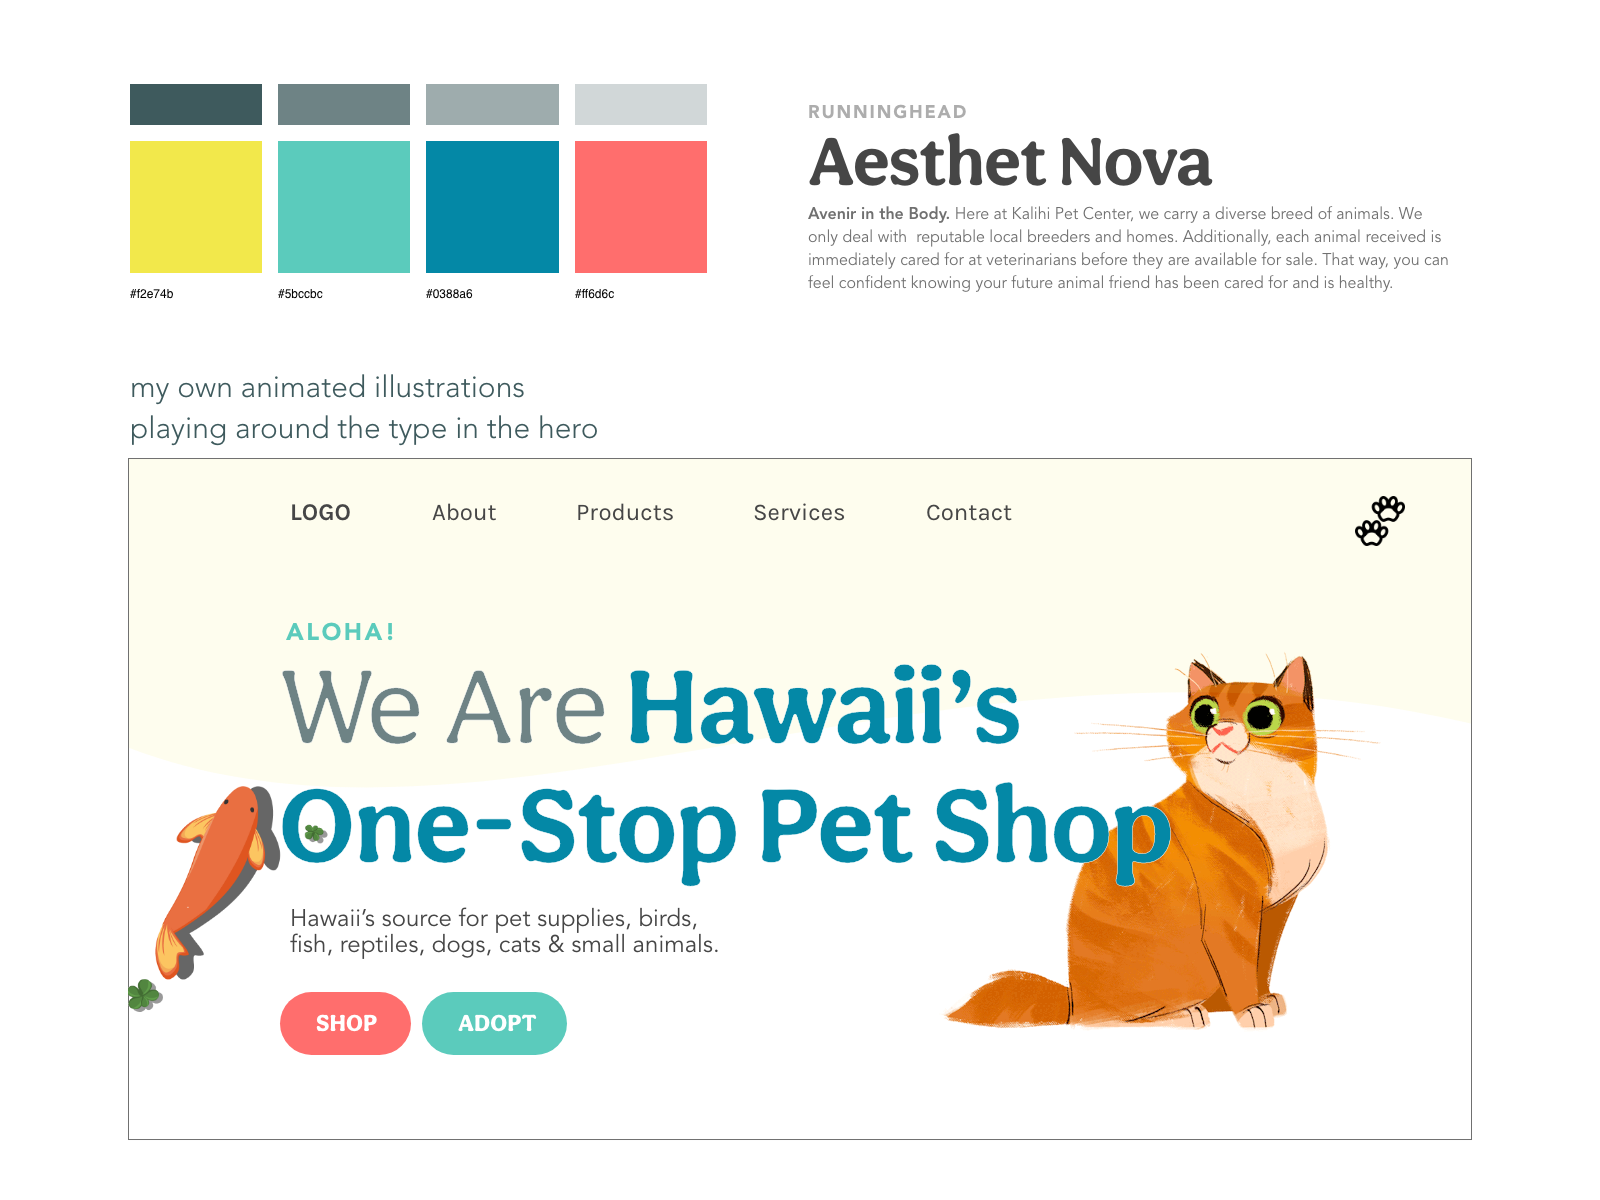 #f2e74b
#5bccbc
#0388a6
#ff6d6c
RUNNINGHEAD
Aesthet Nova
Avenir in the Body. Here at Kalihi Pet Center, we carry a diverse breed of animals. We
only deal with  reputable local breeders and homes. Additionally, each animal received is
immediately cared for at veterinarians before they are available for sale. That way, you can
feel confident knowing your future animal friend has been cared for and is healthy.
my own animated illustrations
playing around the type in the hero
LOGO About Products Services Contact
ALOHA!
We Are Hawaii’s
One-Stop Pet Shop
Hawaii’s source for pet supplies, birds,
fish, reptiles, dogs, cats & small animals.
SHOP ADOPT